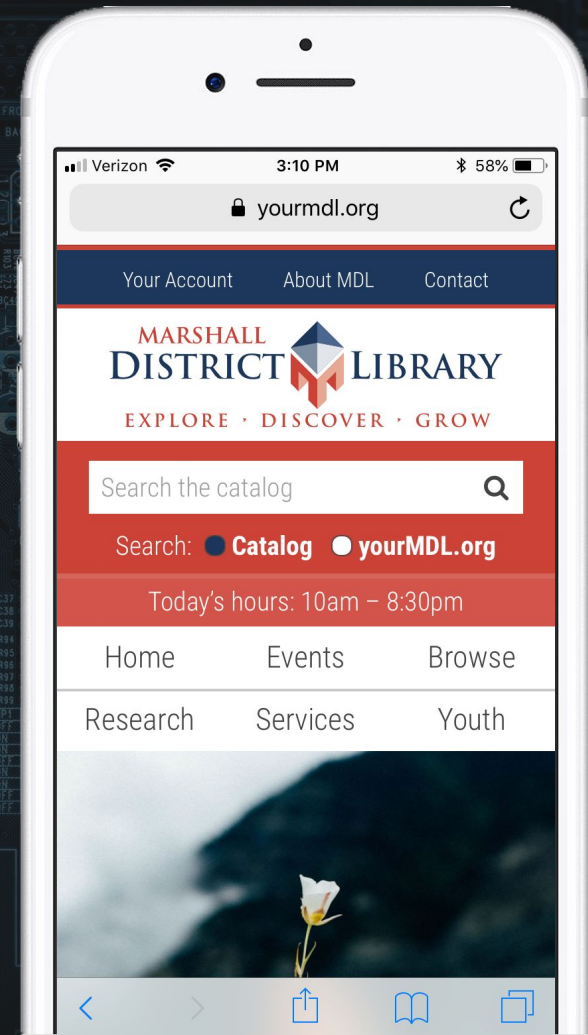 Verizon 3:10 PM 58%
yourmdl.org
Your Account About MDL Contact
MARSHALL
DISTRICT LIBRARY
EXPLORE · DISCOVER · GROW
Search the catalog
Search: Catalog yourMDL.org
Today's hours: 10am – 8:30pm
Home Events Browse
Research Services Youth